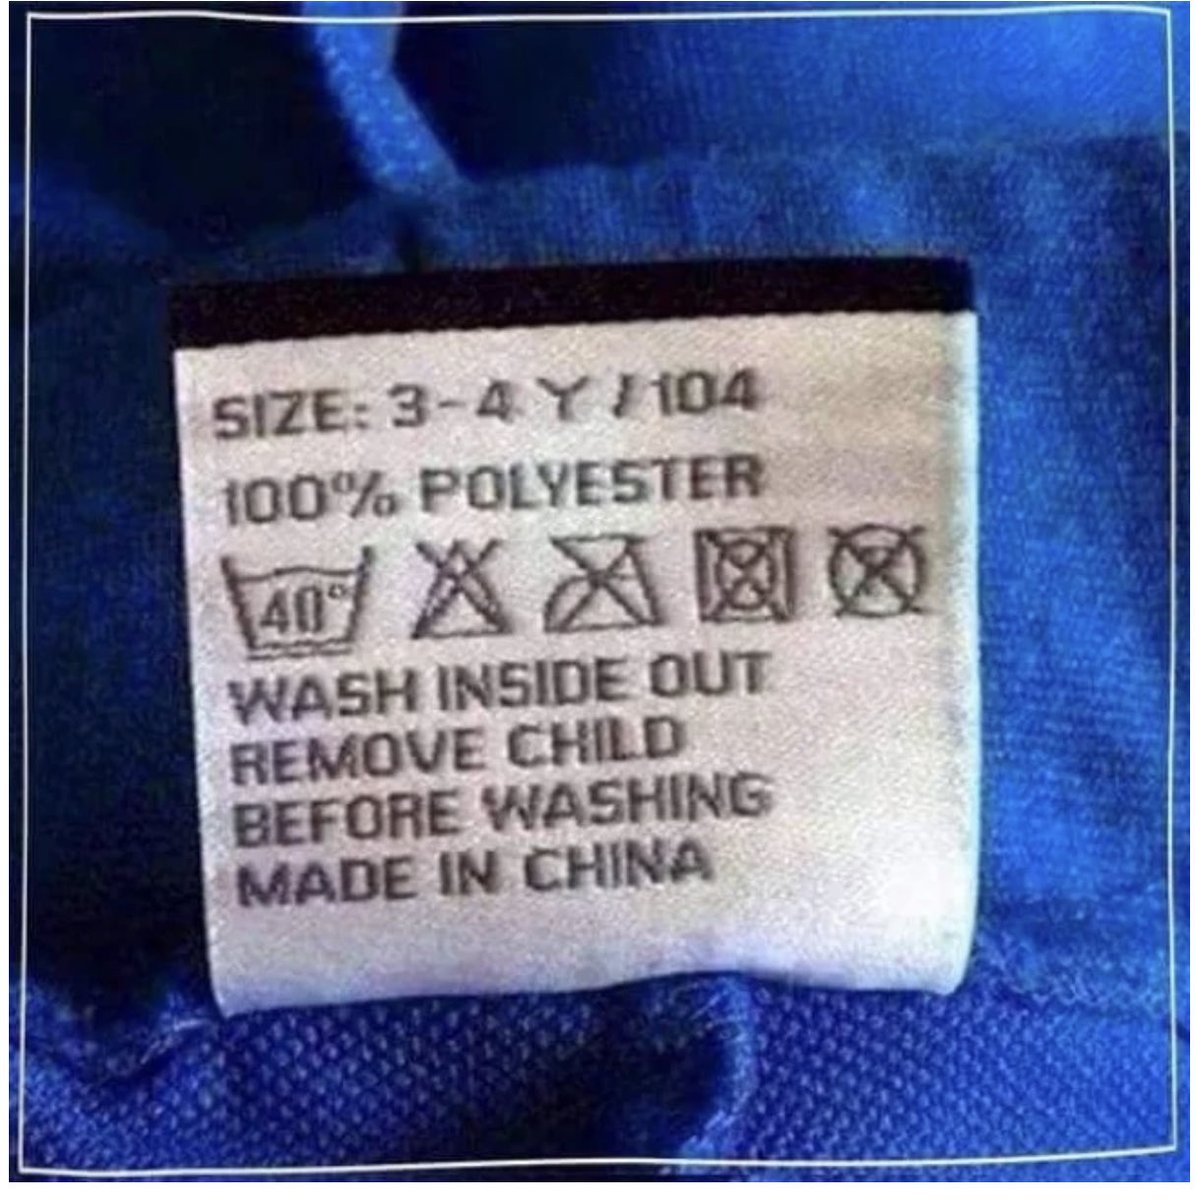 SIZE: 3-4 Y / 104
100% POLYESTER
40°
WASH INSIDE OUT
REMOVE CHILD
BEFORE WASHING
MADE IN CHINA